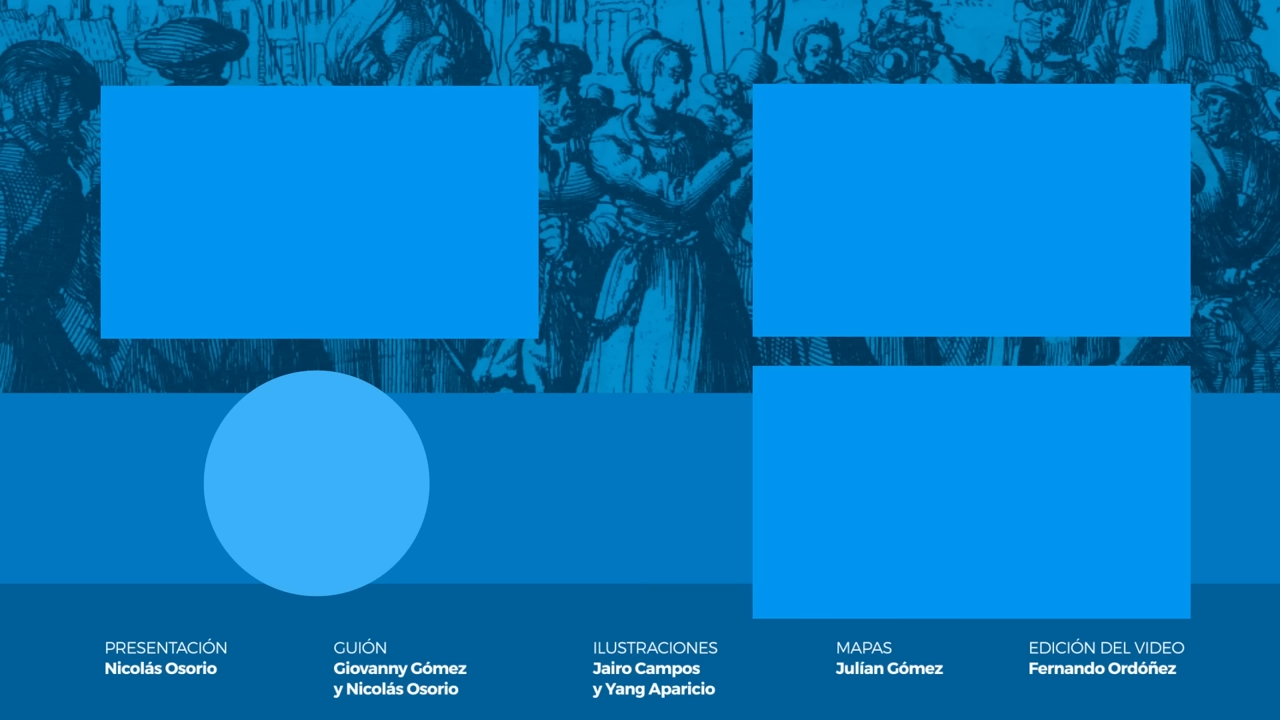 PRESENTACIÓN
Nicolás Osorio
GUIÓN
Giovanny Gómez
y Nicolás Osorio
ILUSTRACIONES
Jairo Campos
y Yang Aparicio
MAPAS
Julían Gómez
EDICIÓN DEL VIDEO
Fernando Ordóñez